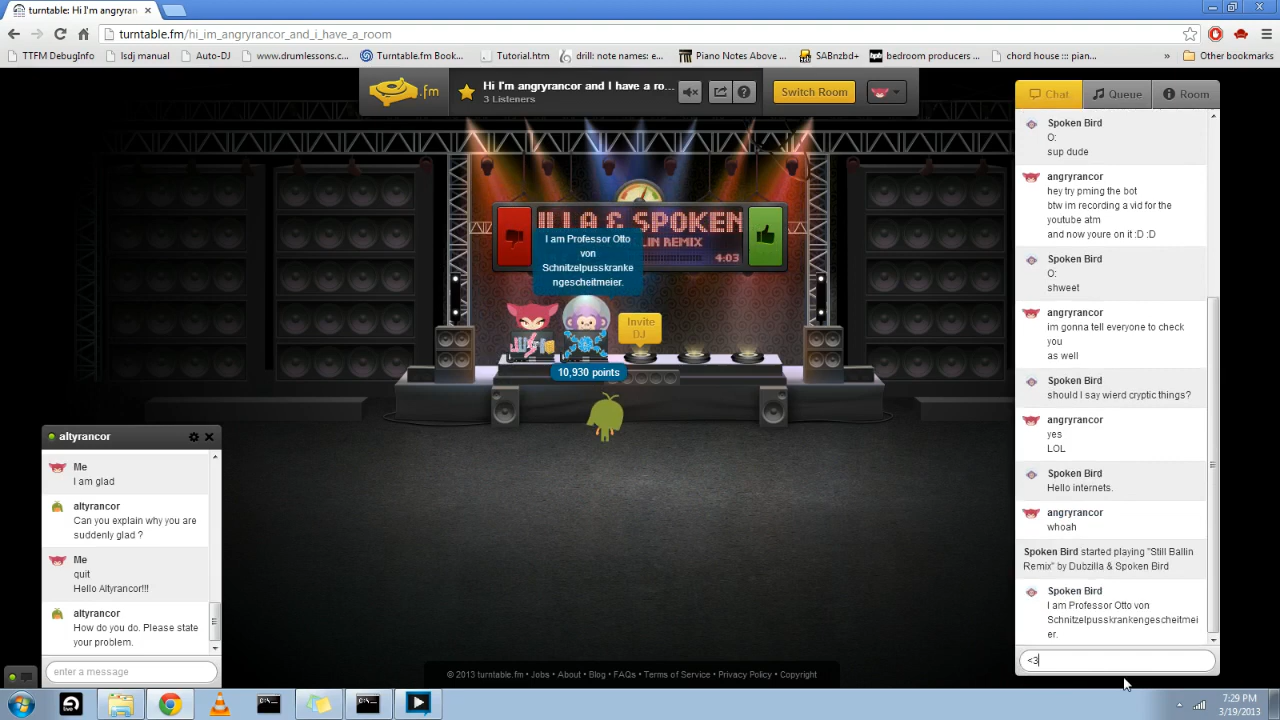 turntable: Hi I'm angryran
turntable.fm/hi_im_angryrancor_and_i_have_a_room
TTFM DebugInfo
lsdj manual
Auto-DJ
www.drumlessons.c...
Turntable.fm Book...
Tutorial.htm
drill: note names: e...
Piano Notes Above ...
SABnzbd+
bedroom producers ...
chord house ::: pian...
»
Other bookmarks
.fm
Hi I'm angryrancor and I have a ro...
3 Listeners
Switch Room
Chat
Queue
Room
Spoken Bird
O:
sup dude
angryrancor
hey try pming the bot
btw im recording a vid for the
youtube atm
and now youre on it :D :D
Spoken Bird
O:
shweet
angryrancor
im gonna tell everyone to check
you
as well
Spoken Bird
should I say wierd cryptic things?
angryrancor
yes
LOL
Spoken Bird
Hello internets.
angryrancor
whoah
Spoken Bird started playing "Still Ballin
Remix" by Dubzilla & Spoken Bird
Spoken Bird
I am Professor Otto von
Schnitzelpusskrankengescheitmei
er.
<3
ILLA & SPOKEN
LIN REMIX
4:03
I am Professor Otto
von
Schnitzelpusskranke
ngescheitmeier.
Invite
DJ
10,930 points
altyrancor
Me
I am glad
altyrancor
Can you explain why you are
suddenly glad ?
Me
quit
Hello Altyrancor!!!
altyrancor
How do you do. Please state
your problem.
enter a message
© 2013 turntable.fm • Jobs • About • Blog • FAQs • Terms of Service • Privacy Policy • Copyright
7:29 PM
3/19/2013